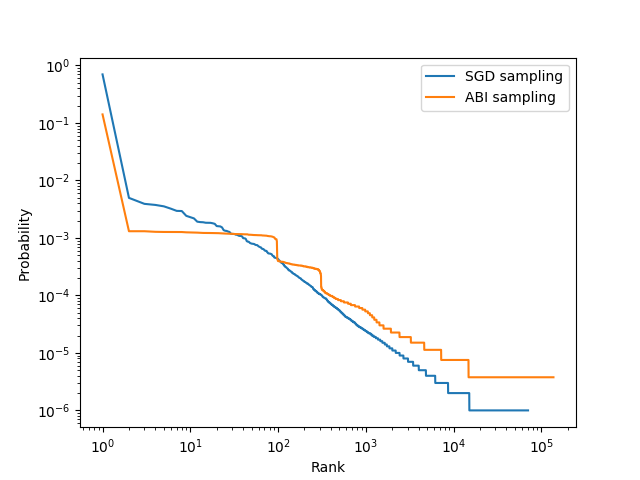 SGD sampling
ABI sampling
10⁰
10⁻¹
10⁻²
10⁻³
10⁻⁴
10⁻⁵
10⁻⁶
Probability
10⁰ 10¹ 10² 10³ 10⁴ 10⁵
Rank